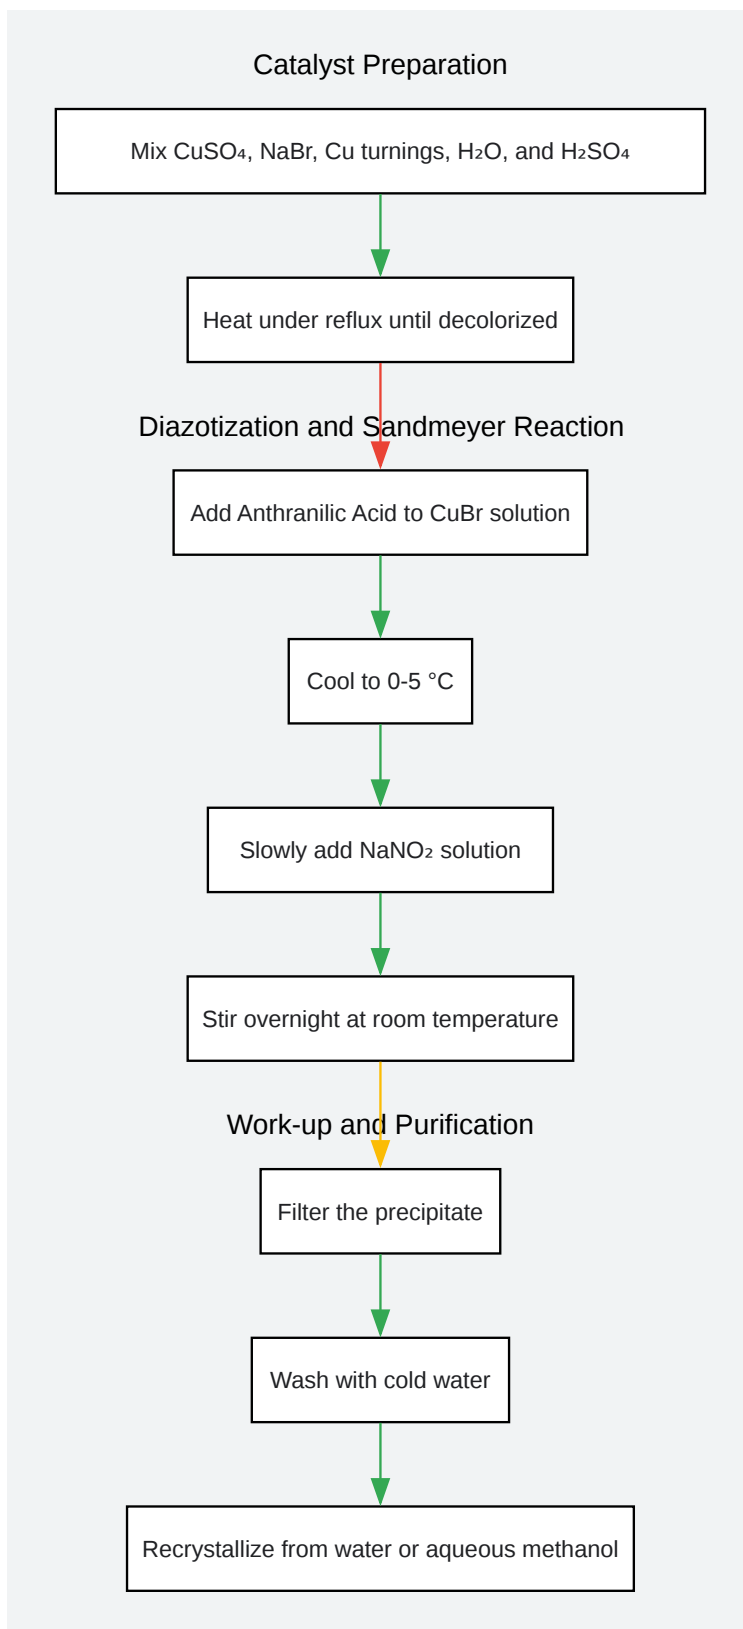 Catalyst Preparation
Mix CuSO₄, NaBr, Cu turnings, H₂O, and H₂SO₄
Heat under reflux until decolorized
Diazotization and Sandmeyer Reaction
Add Anthranilic Acid to CuBr solution
Cool to 0-5 °C
Slowly add NaNO₂ solution
Stir overnight at room temperature
Work-up and Purification
Filter the precipitate
Wash with cold water
Recrystallize from water or aqueous methanol